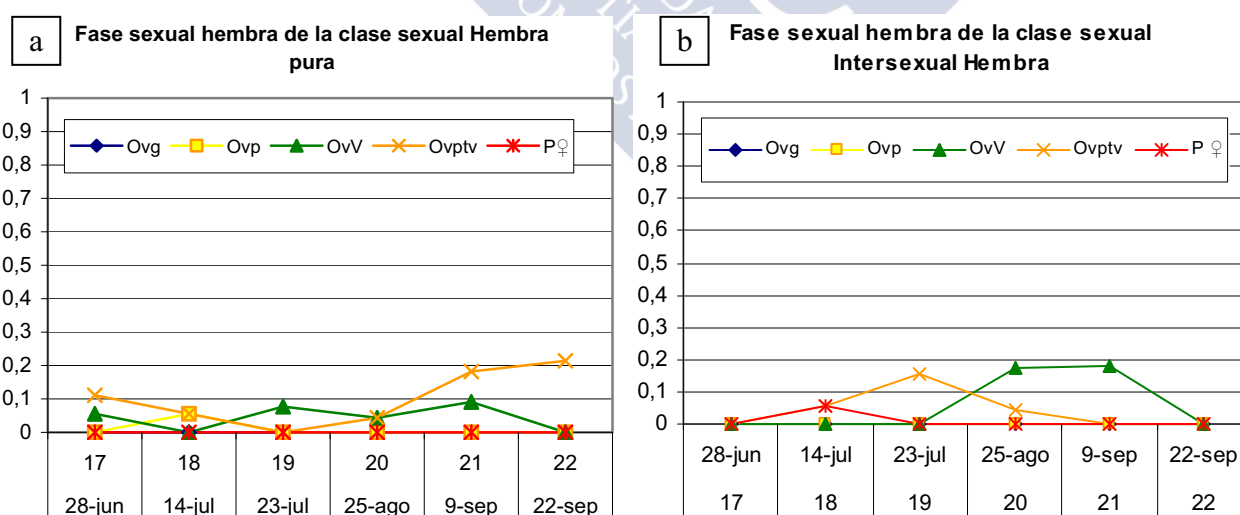 a
Fase sexual hembra de la clase sexual Hembra
pura
1
0,9
0,8
0,7
0,6
0,5
0,4
0,3
0,2
0,1
0
Ovg Ovp OvV Ovptv P♀
17 18 19 20 21 22
28-jun 14-jul 23-jul 25-ago 9-sep 22-sep
b
Fase sexual hembra de la clase sexual
Intersexual Hembra
1
0,9
0,8
0,7
0,6
0,5
0,4
0,3
0,2
0,1
0
Ovg Ovp OvV Ovptv P ♀
28-jun 14-jul 23-jul 25-ago 9-sep 22-sep
17 18 19 20 21 22